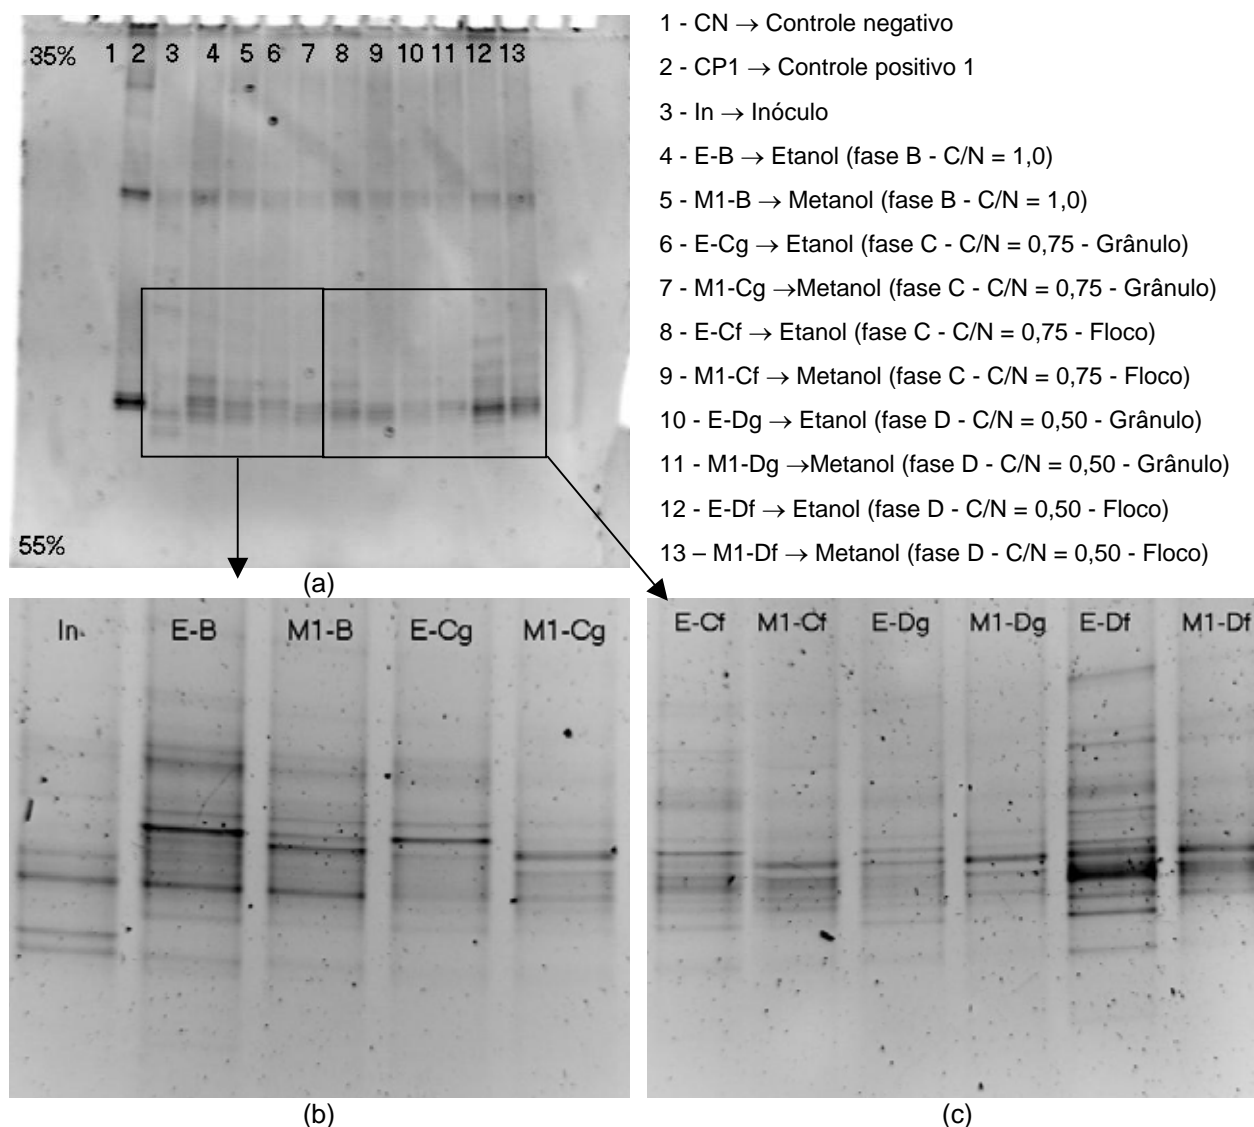 35% 1 2 3 4 5 6 7 8 9 10 11 12 13
55%
(a)
1 - CN → Controle negativo
2 - CP1 → Controle positivo 1
3 - In → Inóculo
4 - E-B → Etanol (fase B - C/N = 1,0)
5 - M1-B → Metanol (fase B - C/N = 1,0)
6 - E-Cg → Etanol (fase C - C/N = 0,75 - Grânulo)
7 - M1-Cg →Metanol (fase C - C/N = 0,75 - Grânulo)
8 - E-Cf → Etanol (fase C - C/N = 0,75 - Floco)
9 - M1-Cf → Metanol (fase C - C/N = 0,75 - Floco)
10 - E-Dg → Etanol (fase D - C/N = 0,50 - Grânulo)
11 - M1-Dg →Metanol (fase D - C/N = 0,50 - Grânulo)
12 - E-Df → Etanol (fase D - C/N = 0,50 - Floco)
13 – M1-Df → Metanol (fase D - C/N = 0,50 - Floco)
In E-B M1-B E-Cg M1-Cg
(b)
E-Cf M1-Cf E-Dg M1-Dg E-Df M1-Df
(c)